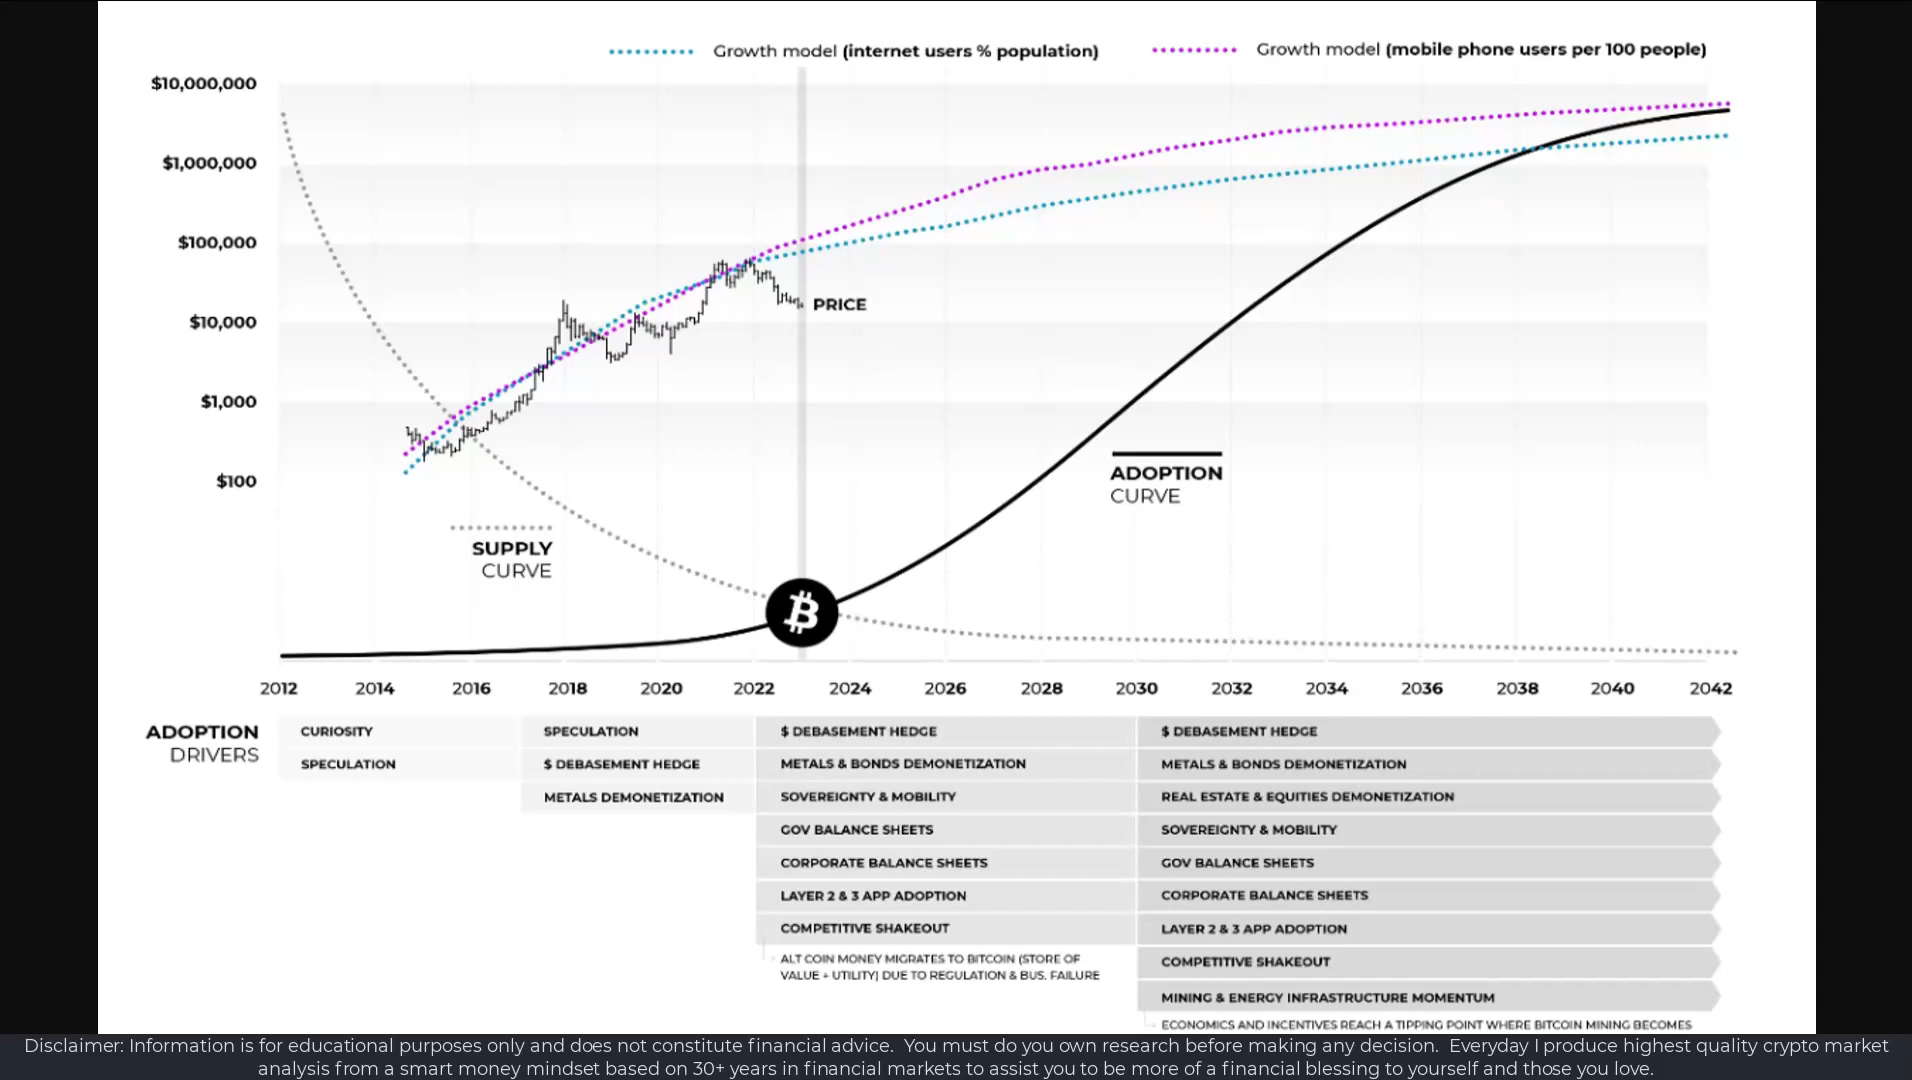 Growth model (internet users % population)
Growth model (mobile phone users per 100 people)
$10,000,000
$1,000,000
$100,000
$10,000
$1,000
$100
PRICE
ADOPTION
CURVE
SUPPLY
CURVE
2012 2014 2016 2018 2020 2022 2024 2026 2028 2030 2032 2034 2036 2038 2040 2042
ADOPTION
DRIVERS
CURIOSITY
SPECULATION
SPECULATION
$ DEBASEMENT HEDGE
METALS DEMONETIZATION
$ DEBASEMENT HEDGE
METALS & BONDS DEMONETIZATION
SOVEREIGNTY & MOBILITY
GOV BALANCE SHEETS
CORPORATE BALANCE SHEETS
LAYER 2 & 3 APP ADOPTION
COMPETITIVE SHAKEOUT
ALT COIN MONEY MIGRATES TO BITCOIN (STORE OF
VALUE + UTILITY) DUE TO REGULATION & BUS. FAILURE
$ DEBASEMENT HEDGE
METALS & BONDS DEMONETIZATION
REAL ESTATE & EQUITIES DEMONETIZATION
SOVEREIGNTY & MOBILITY
GOV BALANCE SHEETS
CORPORATE BALANCE SHEETS
LAYER 2 & 3 APP ADOPTION
COMPETITIVE SHAKEOUT
MINING & ENERGY INFRASTRUCTURE MOMENTUM
ECONOMICS AND INCENTIVES REACH A TIPPING POINT WHERE BITCOIN MINING BECOMES
Disclaimer: Information is for educational purposes only and does not constitute financial advice. You must do you own research before making any decision. Everyday I produce highest quality crypto market
analysis from a smart money mindset based on 30+ years in financial markets to assist you to be more of a financial blessing to yourself and those you love.